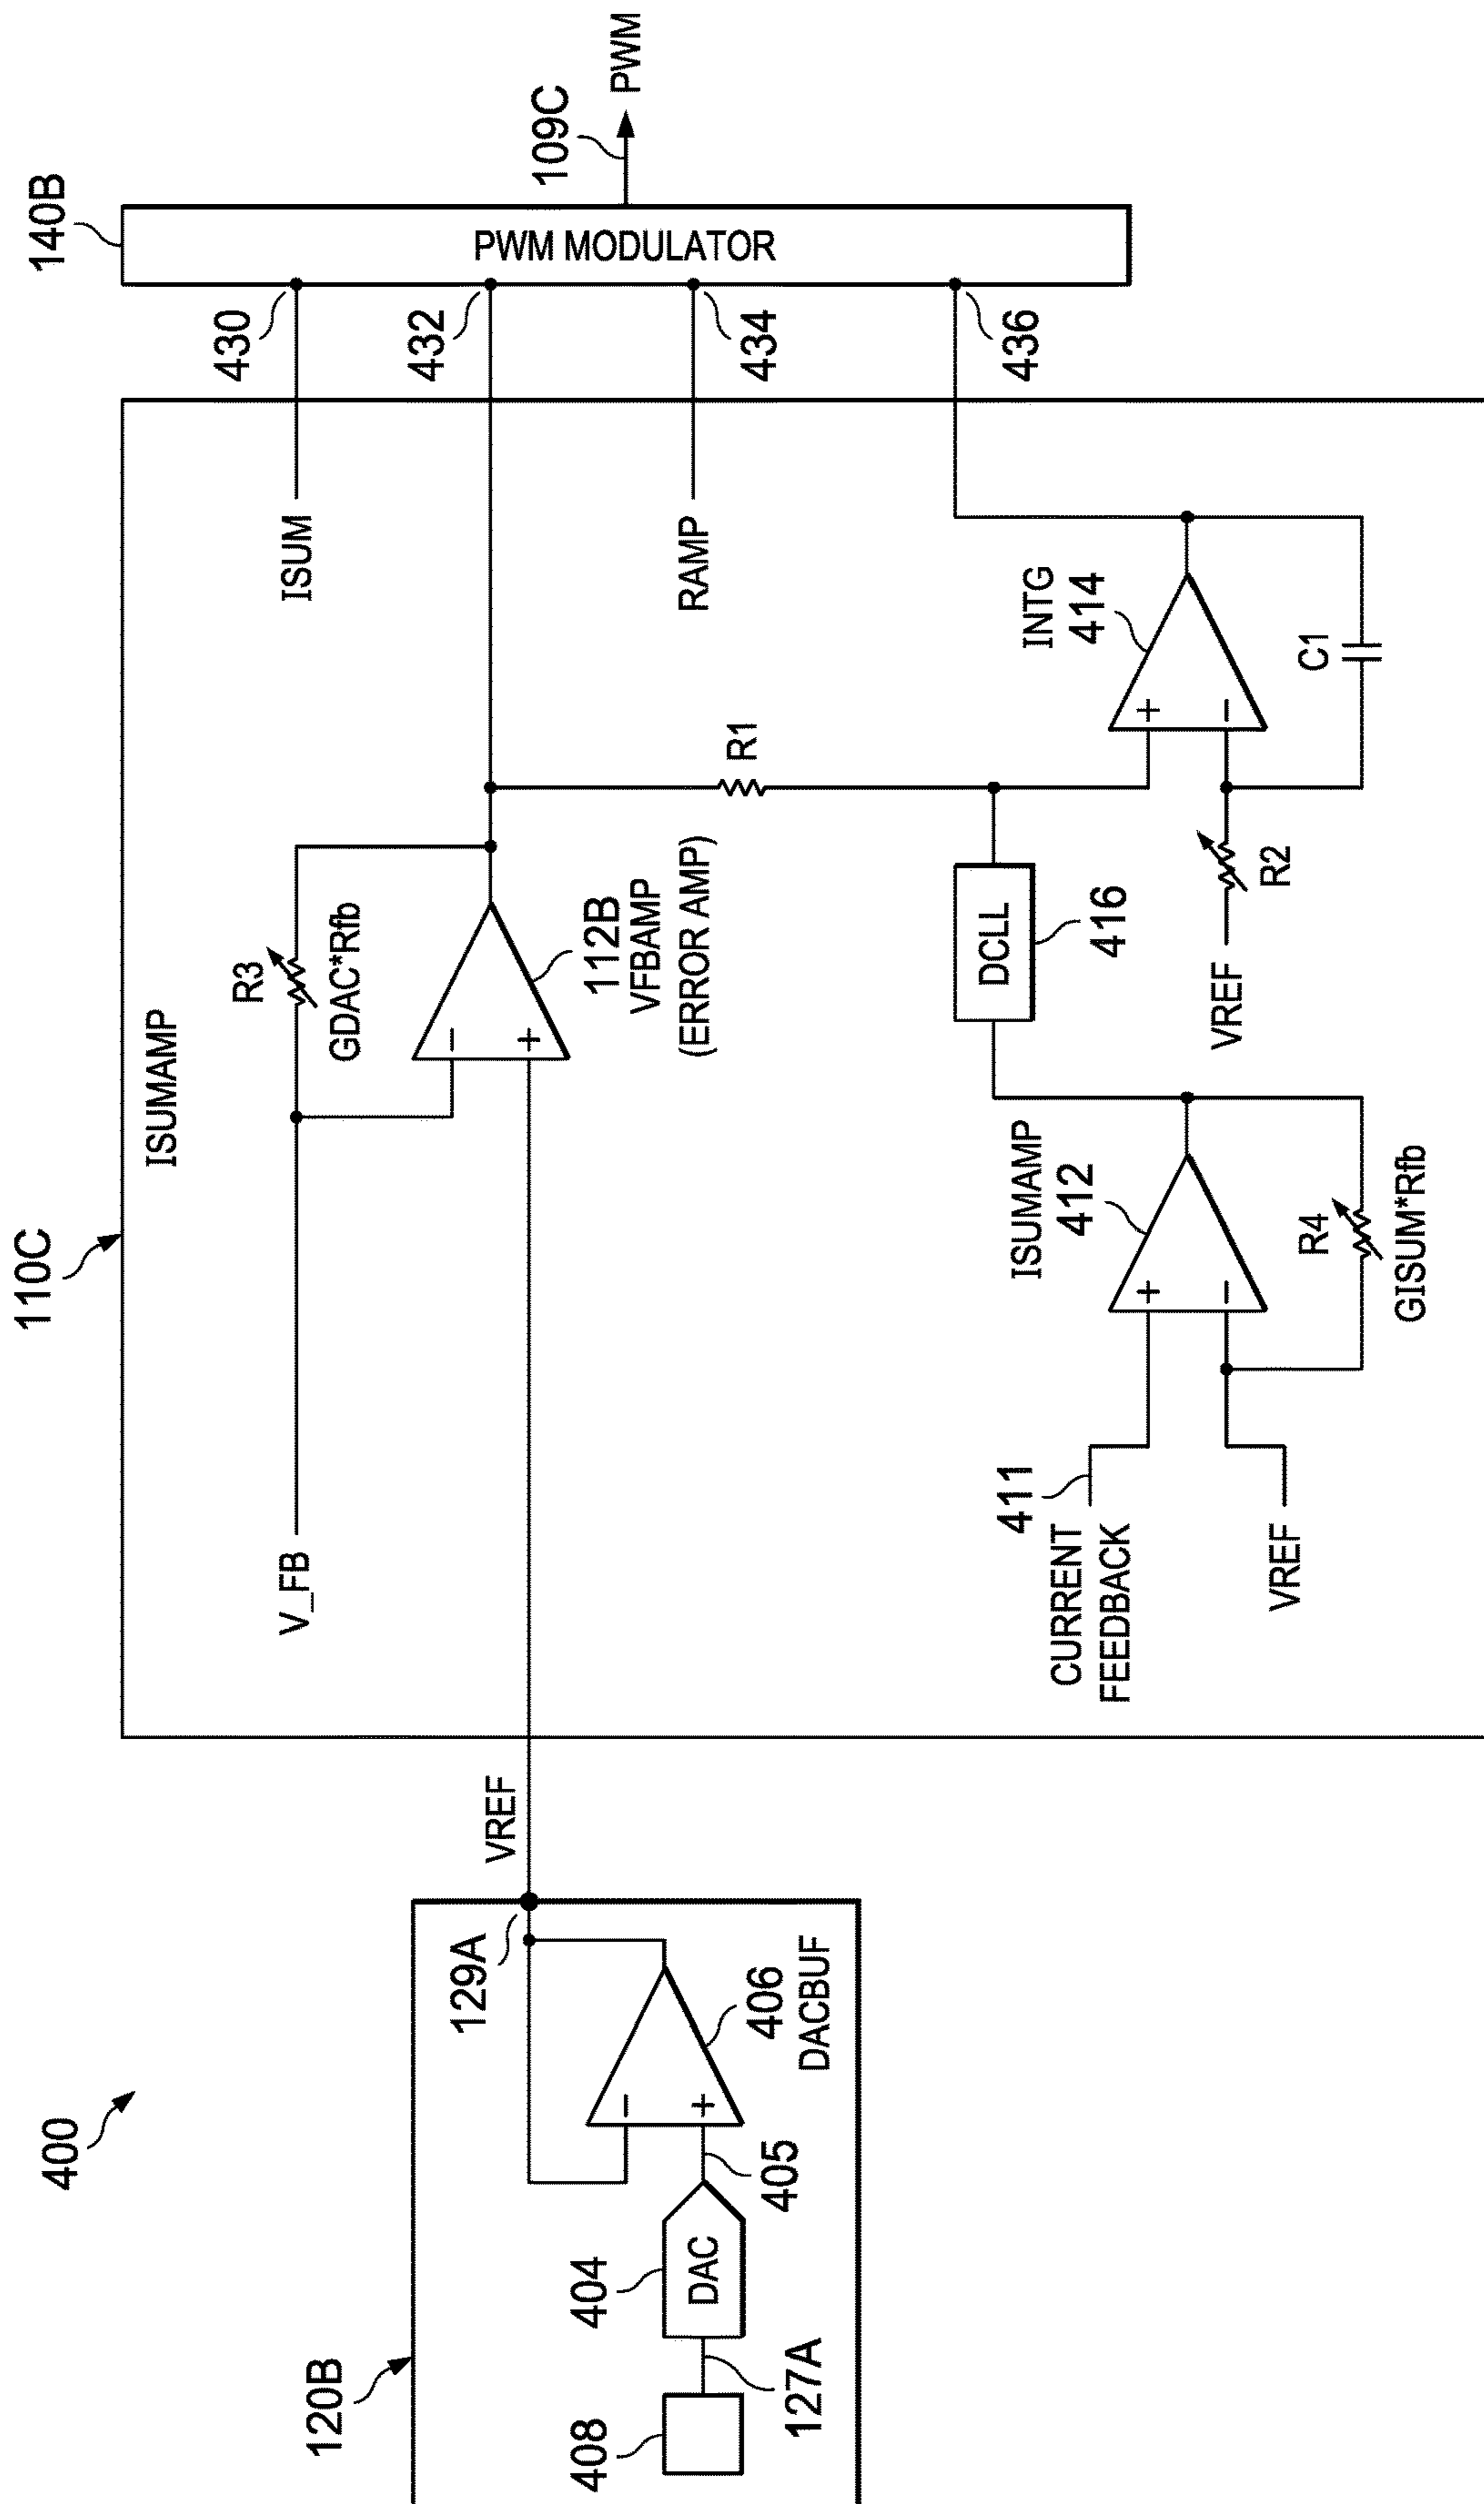 400
120B
408
127A
404
DAC
405
406
DACBUF
129A
VREF
110C
ISUMAMP
V_FB
R3
GDAC*Rfb
−
+
112B
VFBAMP
(ERROR AMP)
ISUM
RAMP
R1
DCLL
416
411
CURRENT
FEEDBACK
VREF
ISUMAMP
412
+
−
R4
GISUM*Rfb
VREF
R2
INTG
414
+
−
C1
−
+
430
432
434
436
140B
PWM MODULATOR
109C
PWM